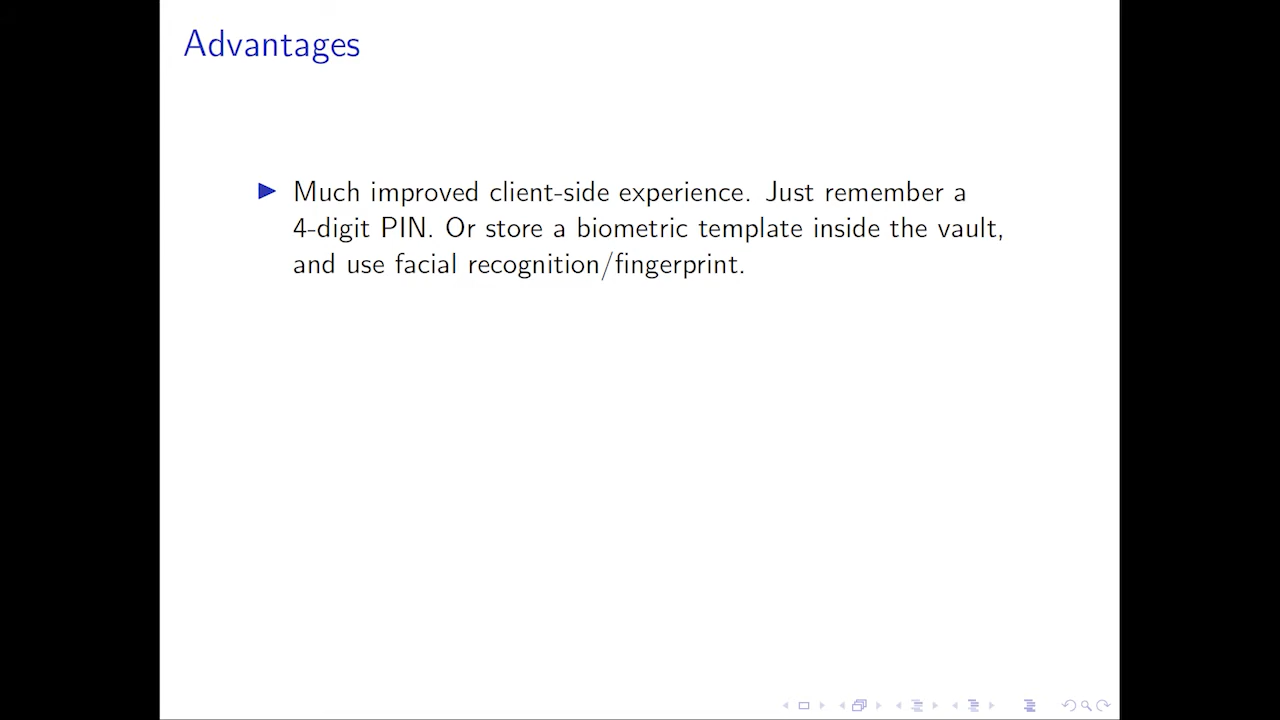 Advantages
Much improved client-side experience. Just remember a
4-digit PIN. Or store a biometric template inside the vault,
and use facial recognition/fingerprint.